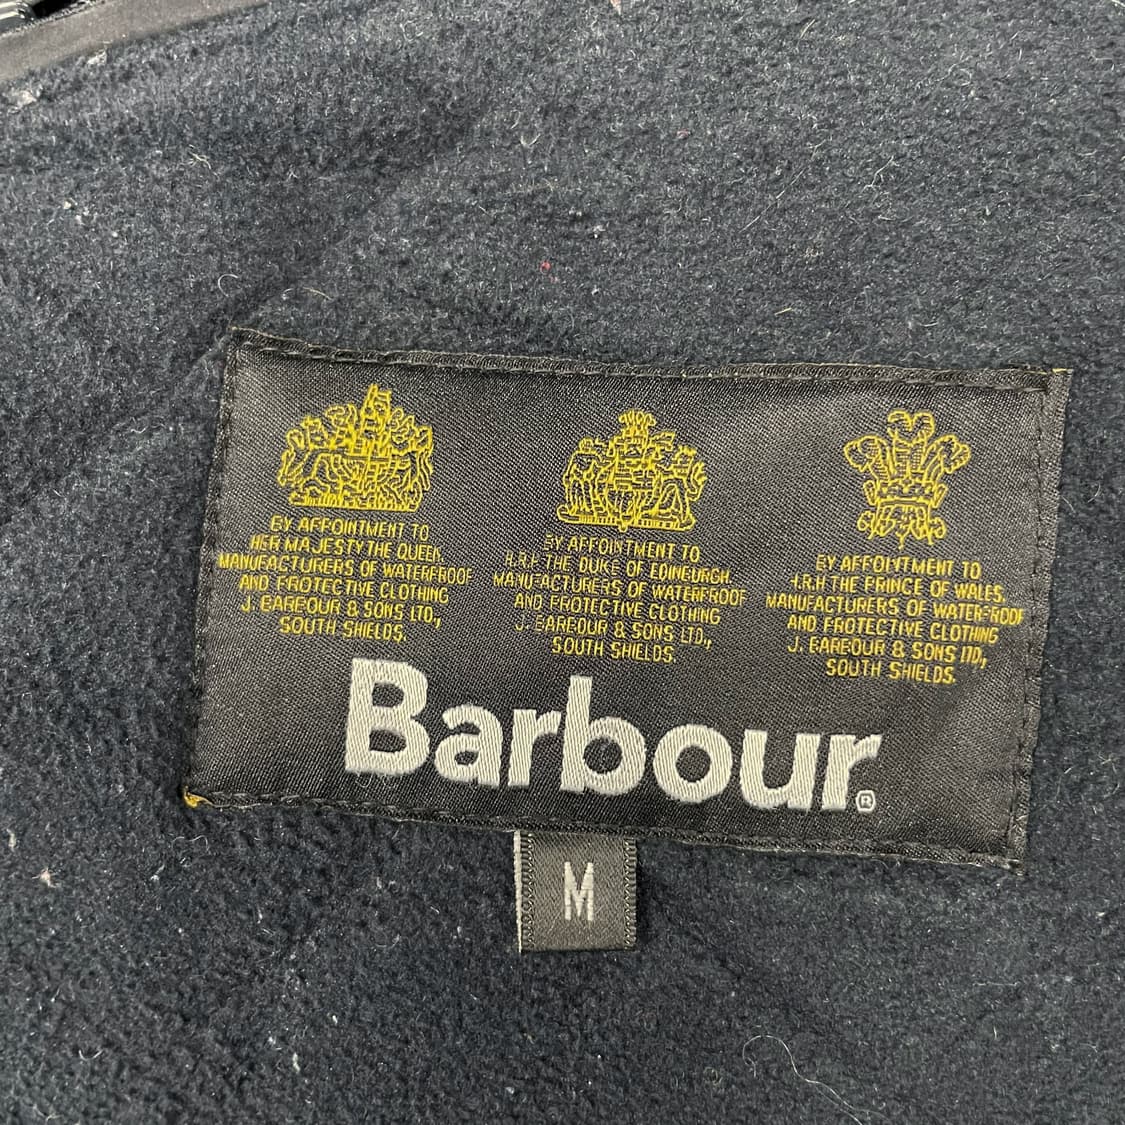 BY APPOINTMENT TO
HER MAJESTY THE QUEEN.
MANUFACTURERS OF WATERPROOF
AND PROTECTIVE CLOTHING
J. BARBOUR & SONS LTD.,
SOUTH SHIELDS.
BY APPOINTMENT TO
H.R.H THE DUKE OF EDINBURGH.
MANUFACTURERS OF WATERPROOF
AND PROTECTIVE CLOTHING
J. BARBOUR & SONS LTD.,
SOUTH SHIELDS.
BY APPOINTMENT TO
H.R.H THE PRINCE OF WALES.
MANUFACTURERS OF WATERPROOF
AND PROTECTIVE CLOTHING
J. BARBOUR & SONS LTD.,
SOUTH SHIELDS.
Barbour®
M